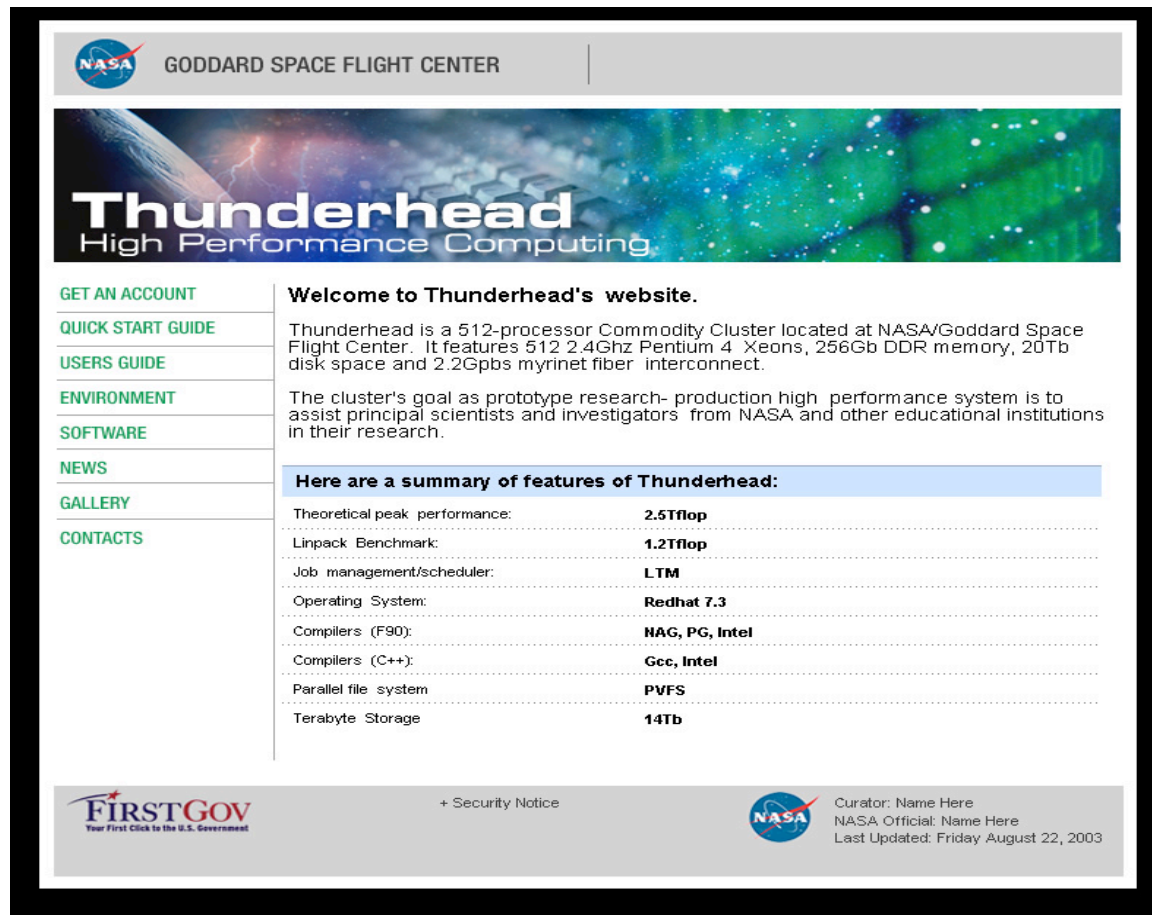 NASA
GODDARD SPACE FLIGHT CENTER
Thunderhead
High Performance Computing
GET AN ACCOUNT
QUICK START GUIDE
USERS GUIDE
ENVIRONMENT
SOFTWARE
NEWS
GALLERY
CONTACTS
Welcome to Thunderhead's website.
Thunderhead is a 512-processor Commodity Cluster located at NASA/Goddard Space
Flight Center. It features 512 2.4Ghz Pentium 4 Xeons, 256Gb DDR memory, 20Tb
disk space and 2.2Gpbs myrinet fiber interconnect.
The cluster's goal as prototype research- production high performance system is to
assist principal scientists and investigators from NASA and other educational institutions
in their research.
Here are a summary of features of Thunderhead:
Theoretical peak performance: 2.5Tflop
Linpack Benchmark: 1.2Tflop
Job management/scheduler: LTM
Operating System: Redhat 7.3
Compilers (F90): NAG, PG, Intel
Compilers (C++): Gcc, Intel
Parallel file system PVFS
Terabyte Storage 14Tb
FIRSTGOV
Your First Click to the U.S. Government
+ Security Notice
NASA
Curator: Name Here
NASA Official: Name Here
Last Updated: Friday August 22, 2003